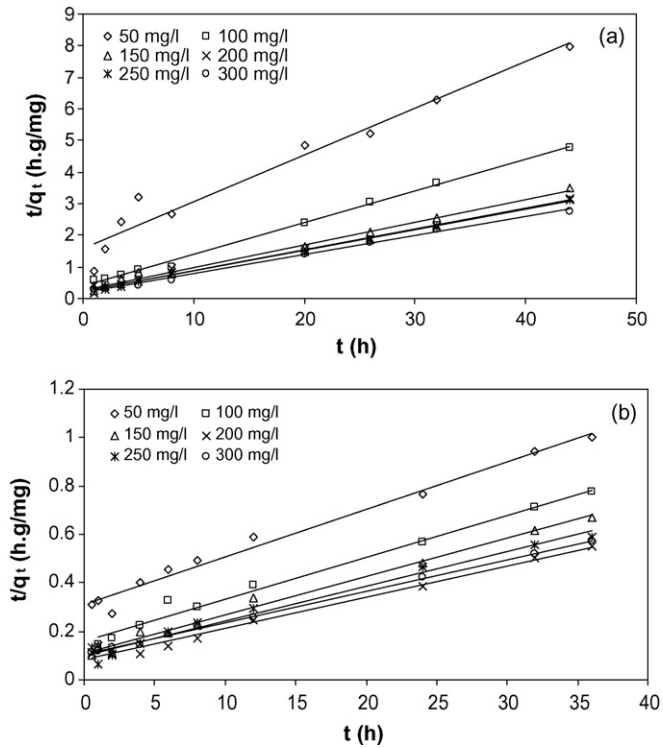 (a)
◇ 50 mg/l □ 100 mg/l
△ 150 mg/l × 200 mg/l
ж 250 mg/l ○ 300 mg/l
9
8
7
6
5
4
3
2
1
0
t/qt (h.g/mg)
0 10 20 30 40 50
t (h)
(b)
◇ 50 mg/l □ 100 mg/l
△ 150 mg/l × 200 mg/l
ж 250 mg/l ○ 300 mg/l
1.2
1
0.8
0.6
0.4
0.2
0
t/qt (h.g/mg)
0 5 10 15 20 25 30 35 40
t (h)